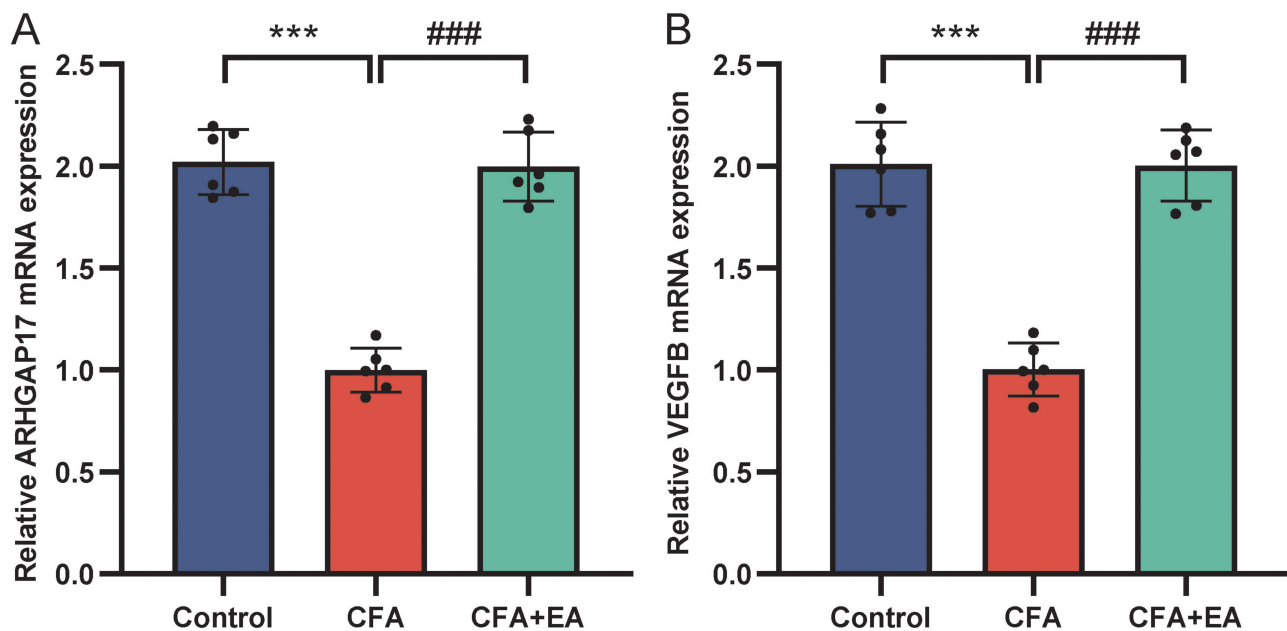 A
*** ###
Relative ARHGAP17 mRNA expression
2.5
2.0
1.5
1.0
0.5
0.0
Control CFA CFA+EA
B
*** ###
Relative VEGFB mRNA expression
2.5
2.0
1.5
1.0
0.5
0.0
Control CFA CFA+EA